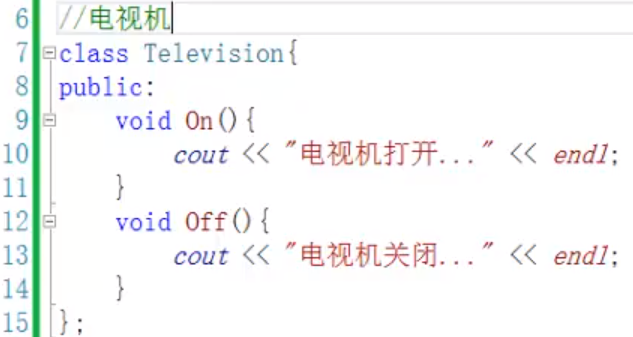 6 //电视机
7 class Television{
8 public:
9     void On(){
10         cout << "电视机打开..." << endl;
11     }
12     void Off(){
13         cout << "电视机关闭..." << endl;
14     }
15 };